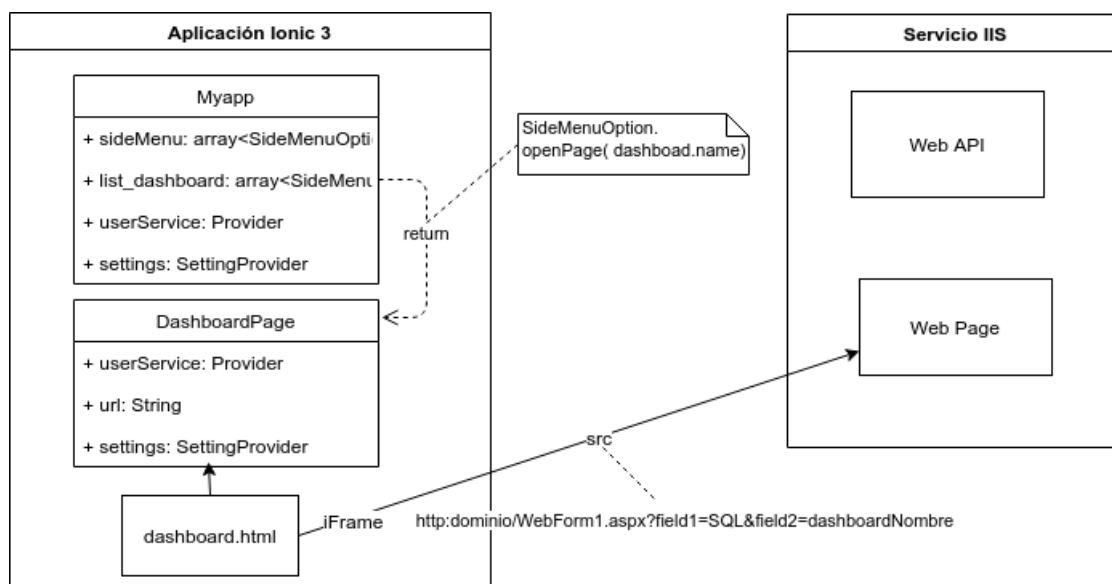 Aplicación Ionic 3
Myapp
+ sideMenu: array<SideMenuOpti
+ list_dashboard: array<SideMenu
+ userService: Provider
+ settings: SettingProvider
return
SideMenuOption.
openPage( dashboad.name)
DashboardPage
+ userService: Provider
+ url: String
+ settings: SettingProvider
dashboard.html
iFrame
src
http:dominio/WebForm1.aspx?field1=SQL&field2=dashboardNombre
Servicio IIS
Web API
Web Page